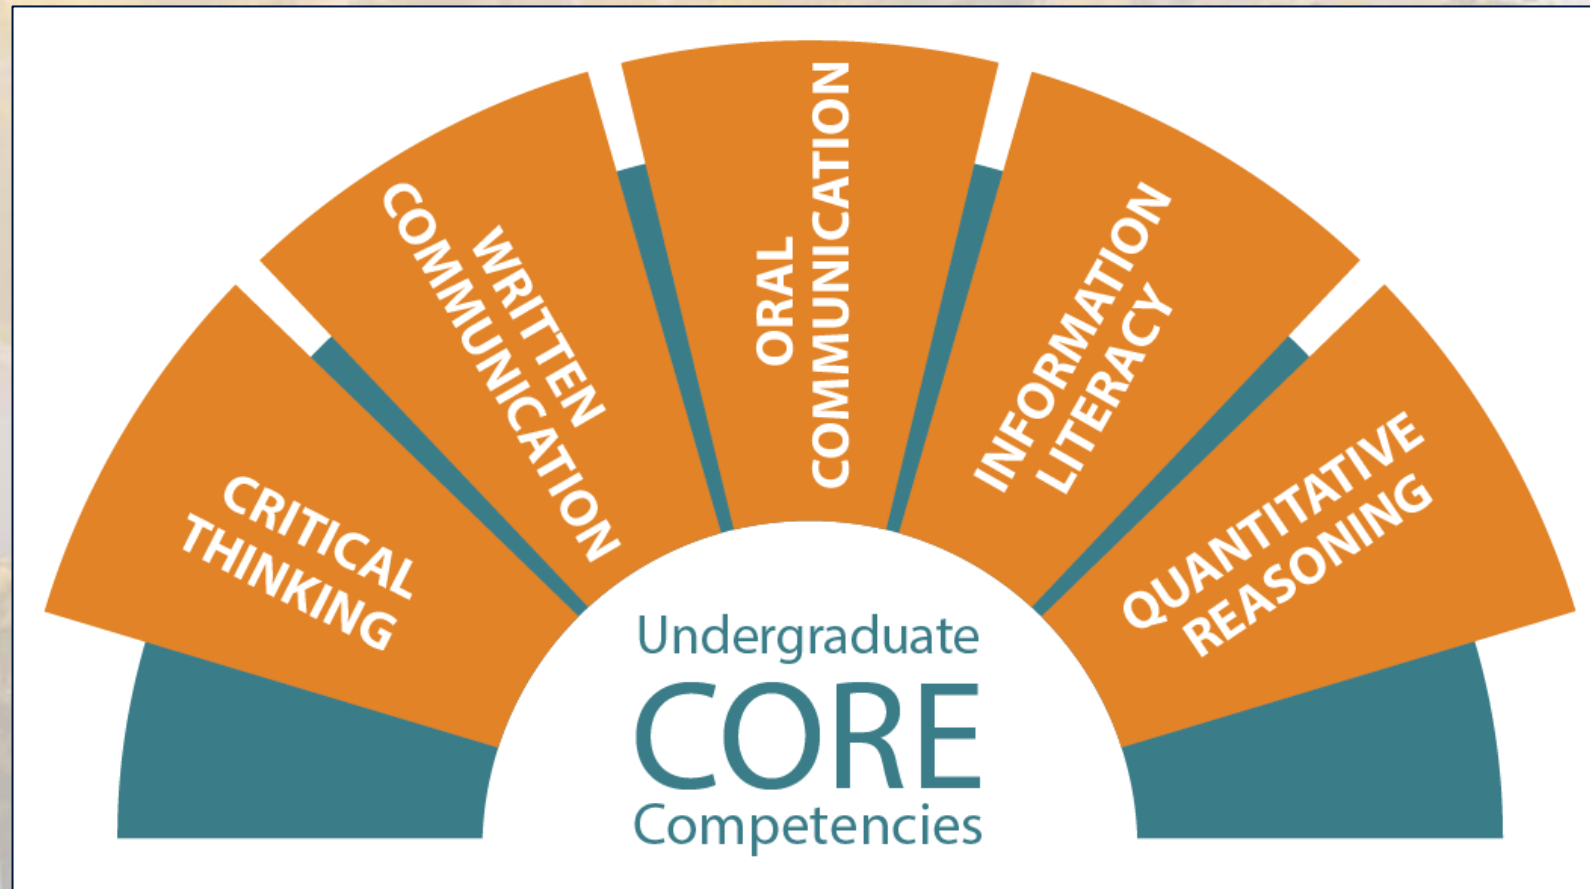 CRITICAL
THINKING
WRITTEN
COMMUNICATION
ORAL
COMMUNICATION
INFORMATION
LITERACY
QUANTITATIVE
REASONING
Undergraduate
CORE
Competencies